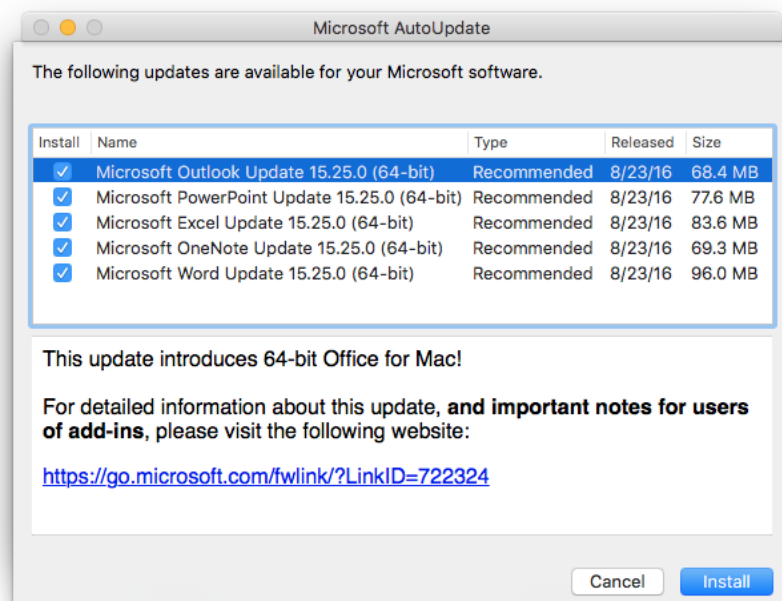 Microsoft AutoUpdate
The following updates are available for your Microsoft software.
Install Name Type Released Size
Microsoft Outlook Update 15.25.0 (64-bit) Recommended 8/23/16 68.4 MB
Microsoft PowerPoint Update 15.25.0 (64-bit) Recommended 8/23/16 77.6 MB
Microsoft Excel Update 15.25.0 (64-bit) Recommended 8/23/16 83.6 MB
Microsoft OneNote Update 15.25.0 (64-bit) Recommended 8/23/16 69.3 MB
Microsoft Word Update 15.25.0 (64-bit) Recommended 8/23/16 96.0 MB
This update introduces 64-bit Office for Mac!
For detailed information about this update, and important notes for users
of add-ins, please visit the following website:
https://go.microsoft.com/fwlink/?LinkID=722324
Cancel Install